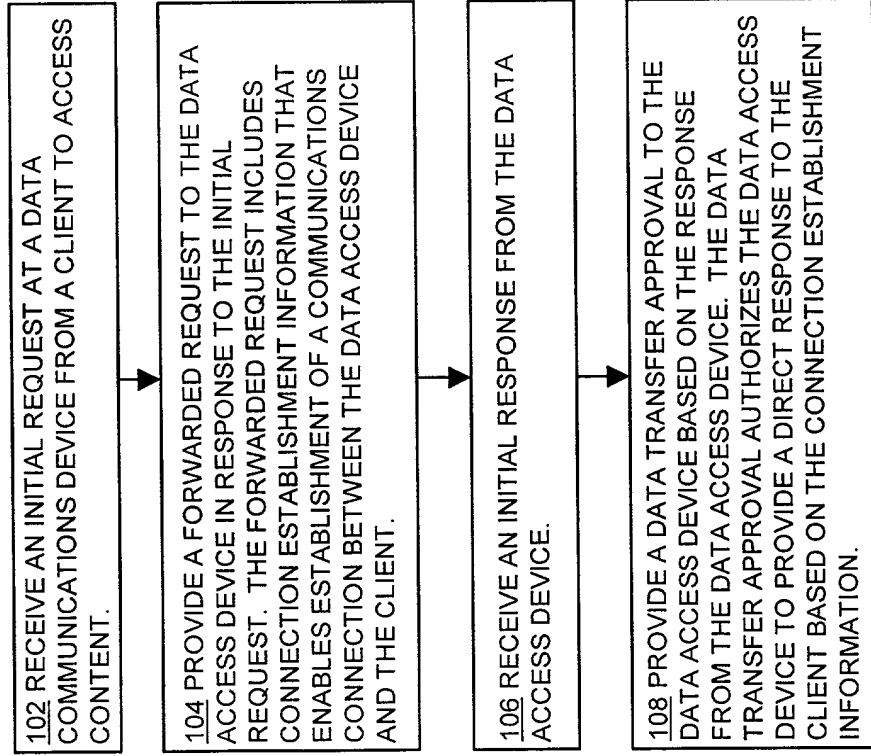 102 RECEIVE AN INITIAL REQUEST AT A DATA
COMMUNICATIONS DEVICE FROM A CLIENT TO ACCESS
CONTENT.
104 PROVIDE A FORWARDED REQUEST TO THE DATA
ACCESS DEVICE IN RESPONSE TO THE INITIAL
REQUEST. THE FORWARDED REQUEST INCLUDES
CONNECTION ESTABLISHMENT INFORMATION THAT
ENABLES ESTABLISHMENT OF A COMMUNICATIONS
CONNECTION BETWEEN THE DATA ACCESS DEVICE
AND THE CLIENT.
106 RECEIVE AN INITIAL RESPONSE FROM THE DATA
ACCESS DEVICE.
108 PROVIDE A DATA TRANSFER APPROVAL TO THE
DATA ACCESS DEVICE BASED ON THE RESPONSE
FROM THE DATA ACCESS DEVICE. THE DATA
TRANSFER APPROVAL AUTHORIZES THE DATA ACCESS
DEVICE TO PROVIDE A DIRECT RESPONSE TO THE
CLIENT BASED ON THE CONNECTION ESTABLISHMENT
INFORMATION.